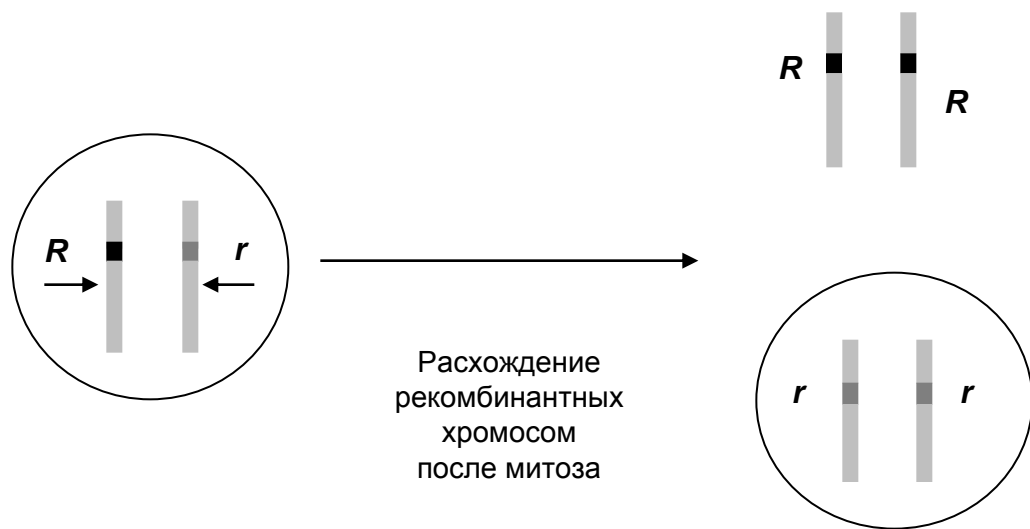 R
R
R
r
Расхождение
рекомбинантных
хромосом
после митоза
r
r